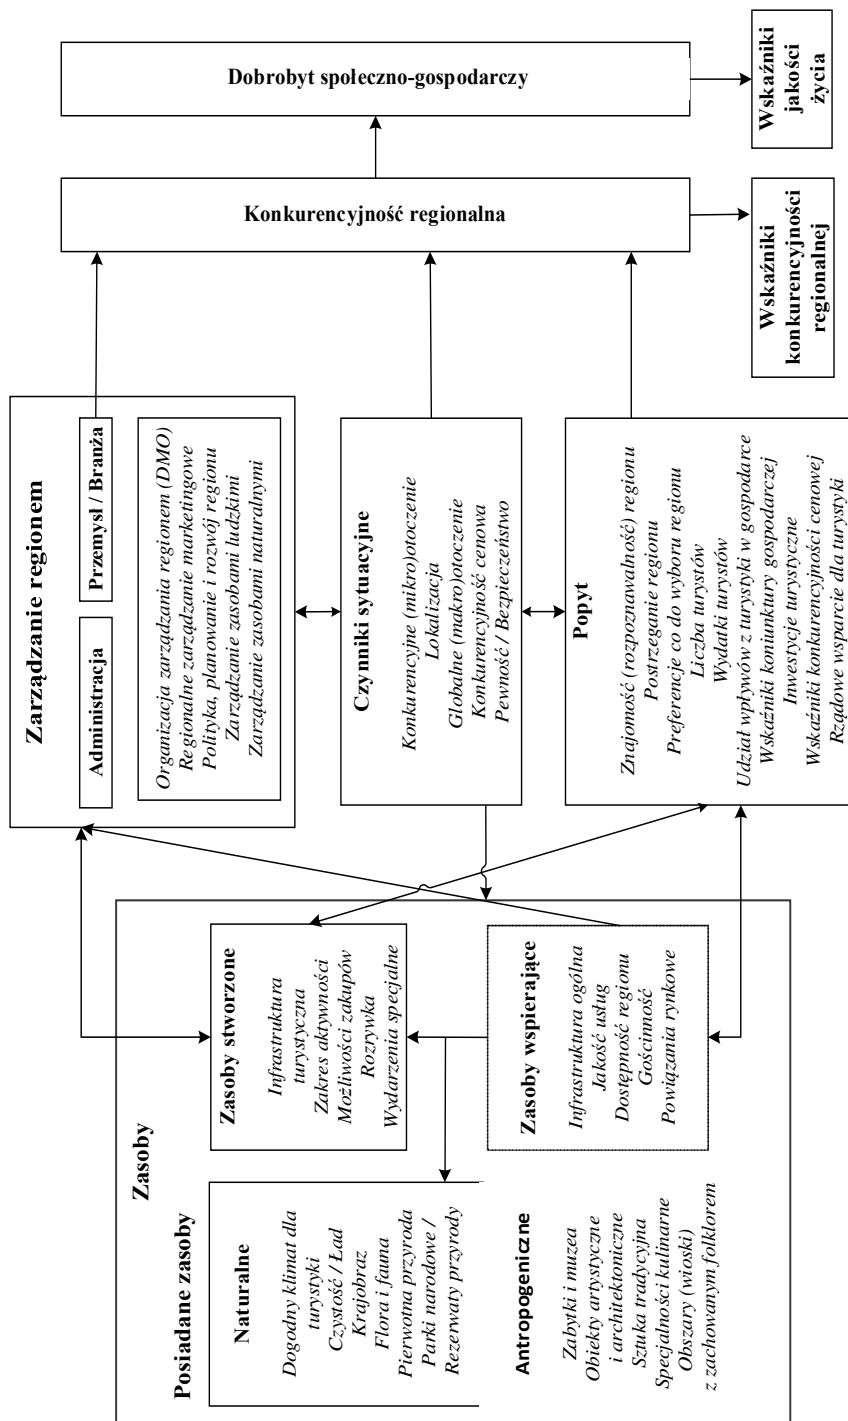 Zasoby
Posiadane zasoby
Naturalne
Dogodny klimat dla
turystyki
Czystość / Ład
Krajobraz
Flora i fauna
Pierwotna przyroda
Parki narodowe /
Rezerwaty przyrody
Antropogeniczne
Zabytki i muzea
Obiekty artystyczne
i architektoniczne
Sztuka tradycyjna
Specjalności kulinarne
Obszary (wioski)
z zachowanym folklorem
Zasoby stworzone
Infrastruktura
turystyczna
Zakres aktywności
Możliwości zakupów
Rozrywka
Wydarzenia specjalne
Zasoby wspierające
Infrastruktura ogólna
Jakość usług
Dostępność regionu
Gościnność
Powiązania rynkowe
Zarządzanie regionem
Administracja
Przemysł / Branża
Organizacja zarządzania regionem (DMO)
Regionalne zarządzanie marketingowe
Polityka, planowanie i rozwój regionu
Zarządzanie zasobami ludzkimi
Zarządzanie zasobami naturalnymi
Czynniki sytuacyjne
Konkurencyjne (mikro)otoczenie
Lokalizacja
Globalne (makro)otoczenie
Konkurencyjność cenowa
Pewność / Bezpieczeństwo
Popyt
Znajomość (rozpoznawalność) regionu
Postrzeganie regionu
Preferencje co do wyboru regionu
Liczba turystów
Wydatki turystów
Udział wpływów z turystyki w gospodarce
Wskaźniki koniunktury gospodarczej
Inwestycje turystyczne
Wskaźniki konkurencyjności cenowej
Rządowe wsparcie dla turystyki
Konkurencyjność regionalna
Dobrobyt społeczno-gospodarczy
Wskaźniki
konkurencyjności
regionalnej
Wskaźniki
jakości
życia